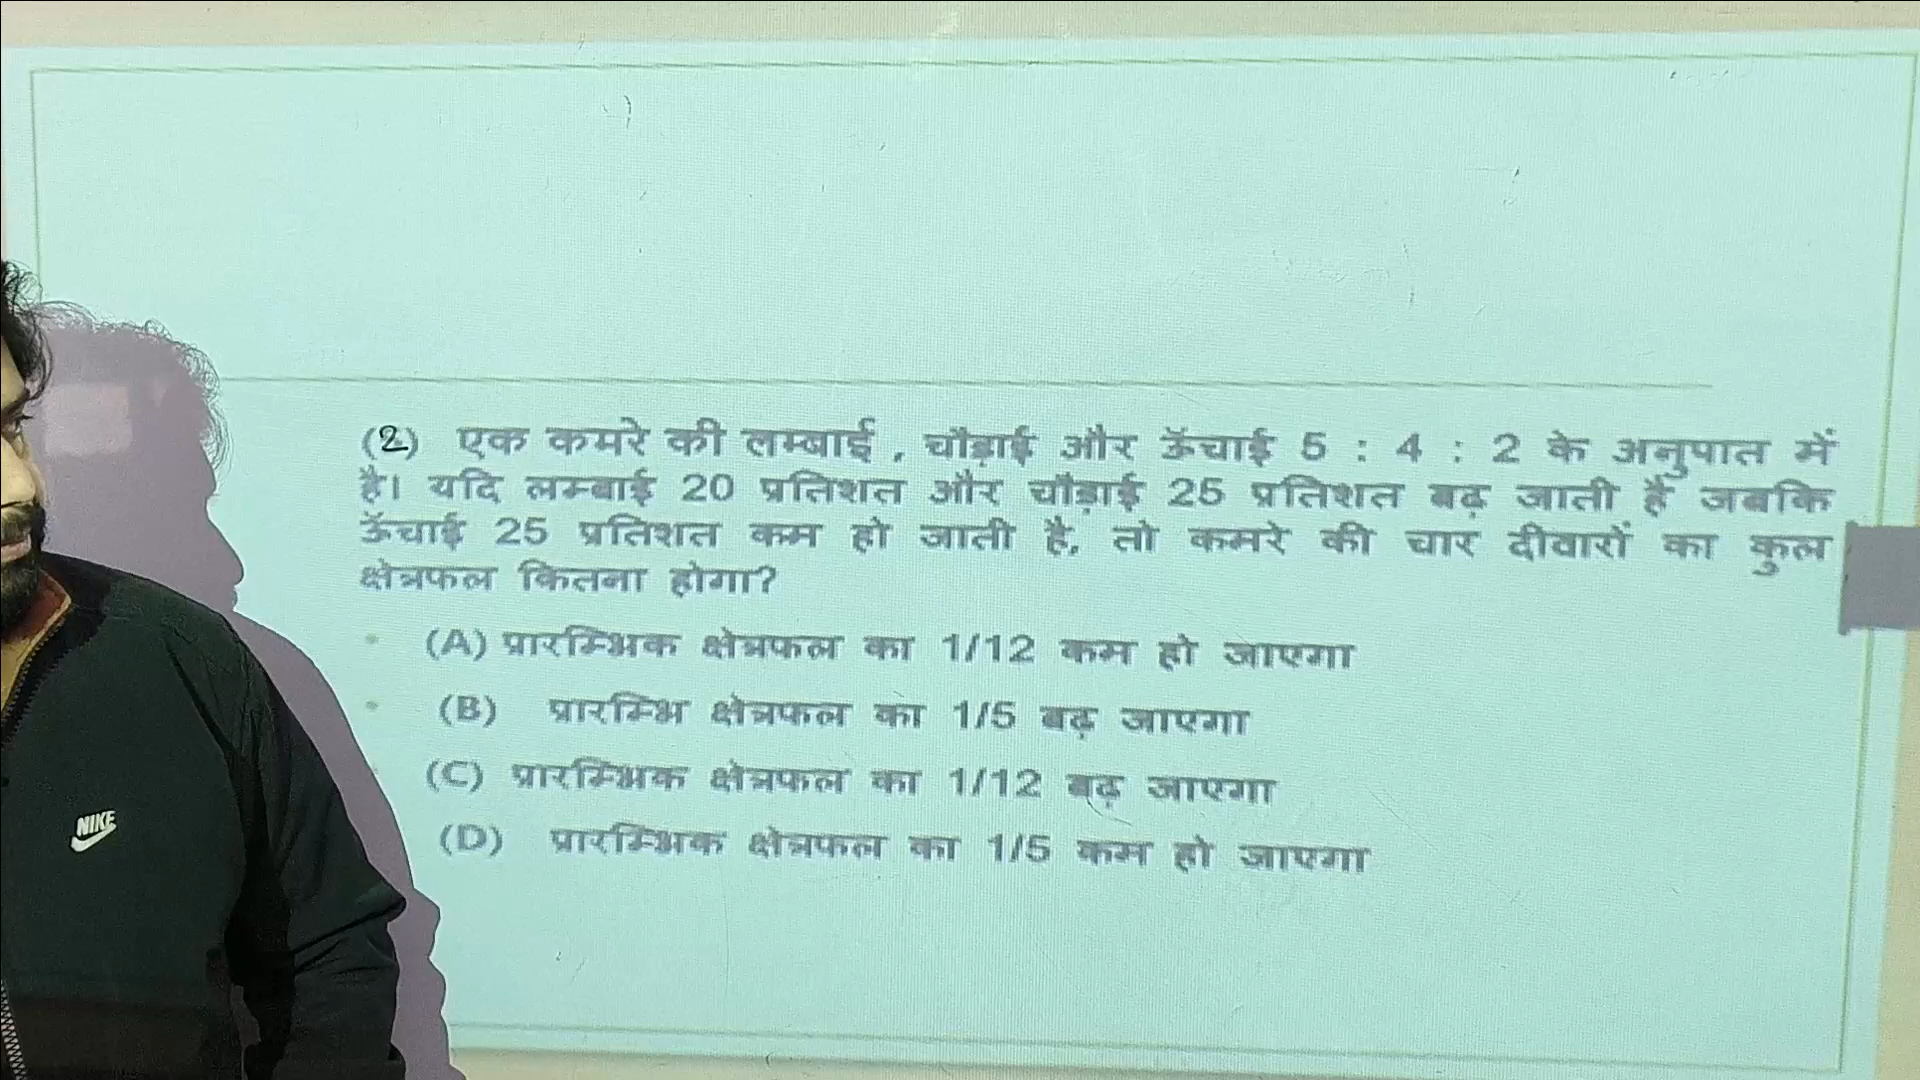 (2) एक कमरे की लम्बाई , चौड़ाई और ऊँचाई 5 : 4 : 2 के अनुपात में
है। यदि लम्बाई 20 प्रतिशत और चौड़ाई 25 प्रतिशत बढ़ जाती है जबकि
ऊँचाई 25 प्रतिशत कम हो जाती है, तो कमरे की चार दीवारों का कुल
क्षेत्रफल कितना होगा?
(A) प्रारम्भिक क्षेत्रफल का 1/12 कम हो जाएगा
(B) प्रारम्भि क्षेत्रफल का 1/5 बढ़ जाएगा
(C) प्रारम्भिक क्षेत्रफल का 1/12 बढ़ जाएगा
(D) प्रारम्भिक क्षेत्रफल का 1/5 कम हो जाएगा
NIKE